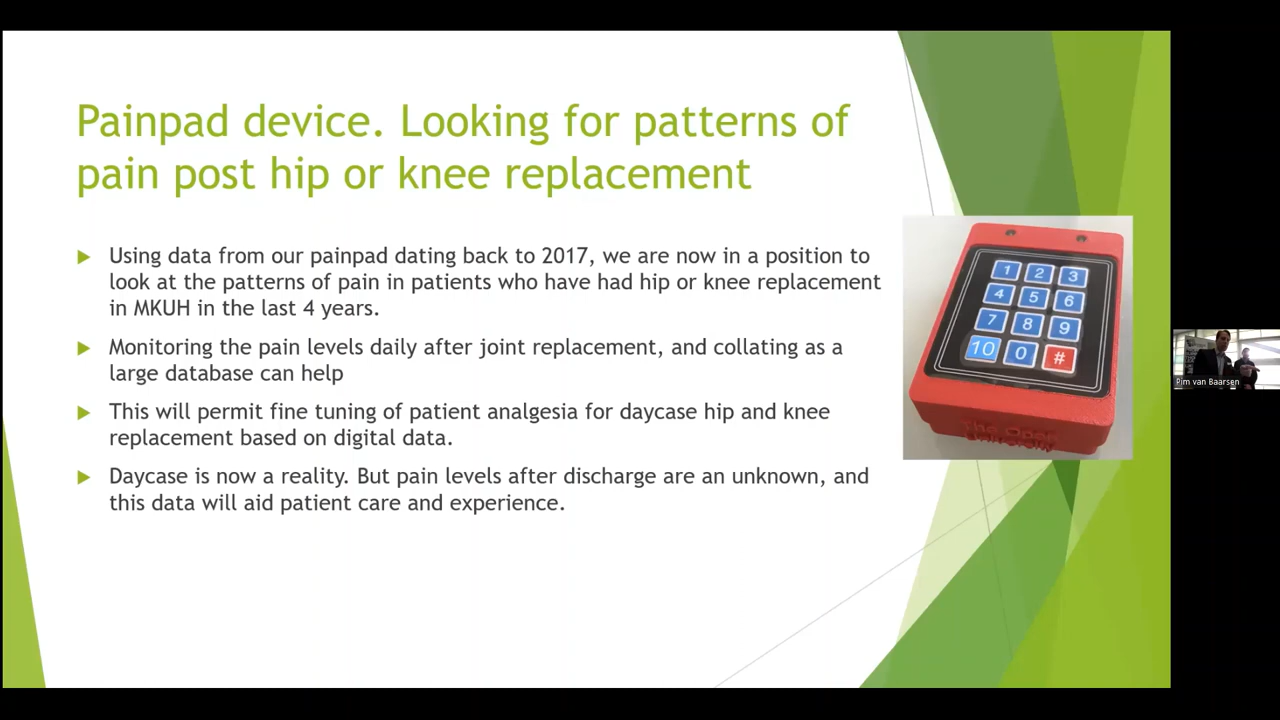 Painpad device. Looking for patterns of
pain post hip or knee replacement
Using data from our painpad dating back to 2017, we are now in a position to
look at the patterns of pain in patients who have had hip or knee replacement
in MKUH in the last 4 years.
Monitoring the pain levels daily after joint replacement, and collating as a
large database can help
This will permit fine tuning of patient analgesia for daycase hip and knee
replacement based on digital data.
Daycase is now a reality. But pain levels after discharge are an unknown, and
this data will aid patient care and experience.
1 2 3
4 5 6
7 8 9
10 0 #
The Open
University
Pim van Baarsen